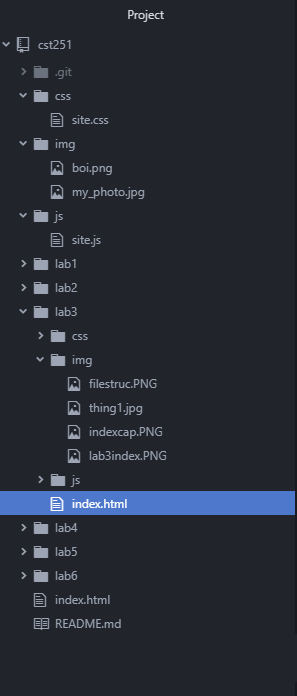 Project
cst251
.git
css
site.css
img
boi.png
my_photo.jpg
js
site.js
lab1
lab2
lab3
css
img
filestruc.PNG
thing1.jpg
indexcap.PNG
lab3index.PNG
js
index.html
lab4
lab5
lab6
index.html
README.md